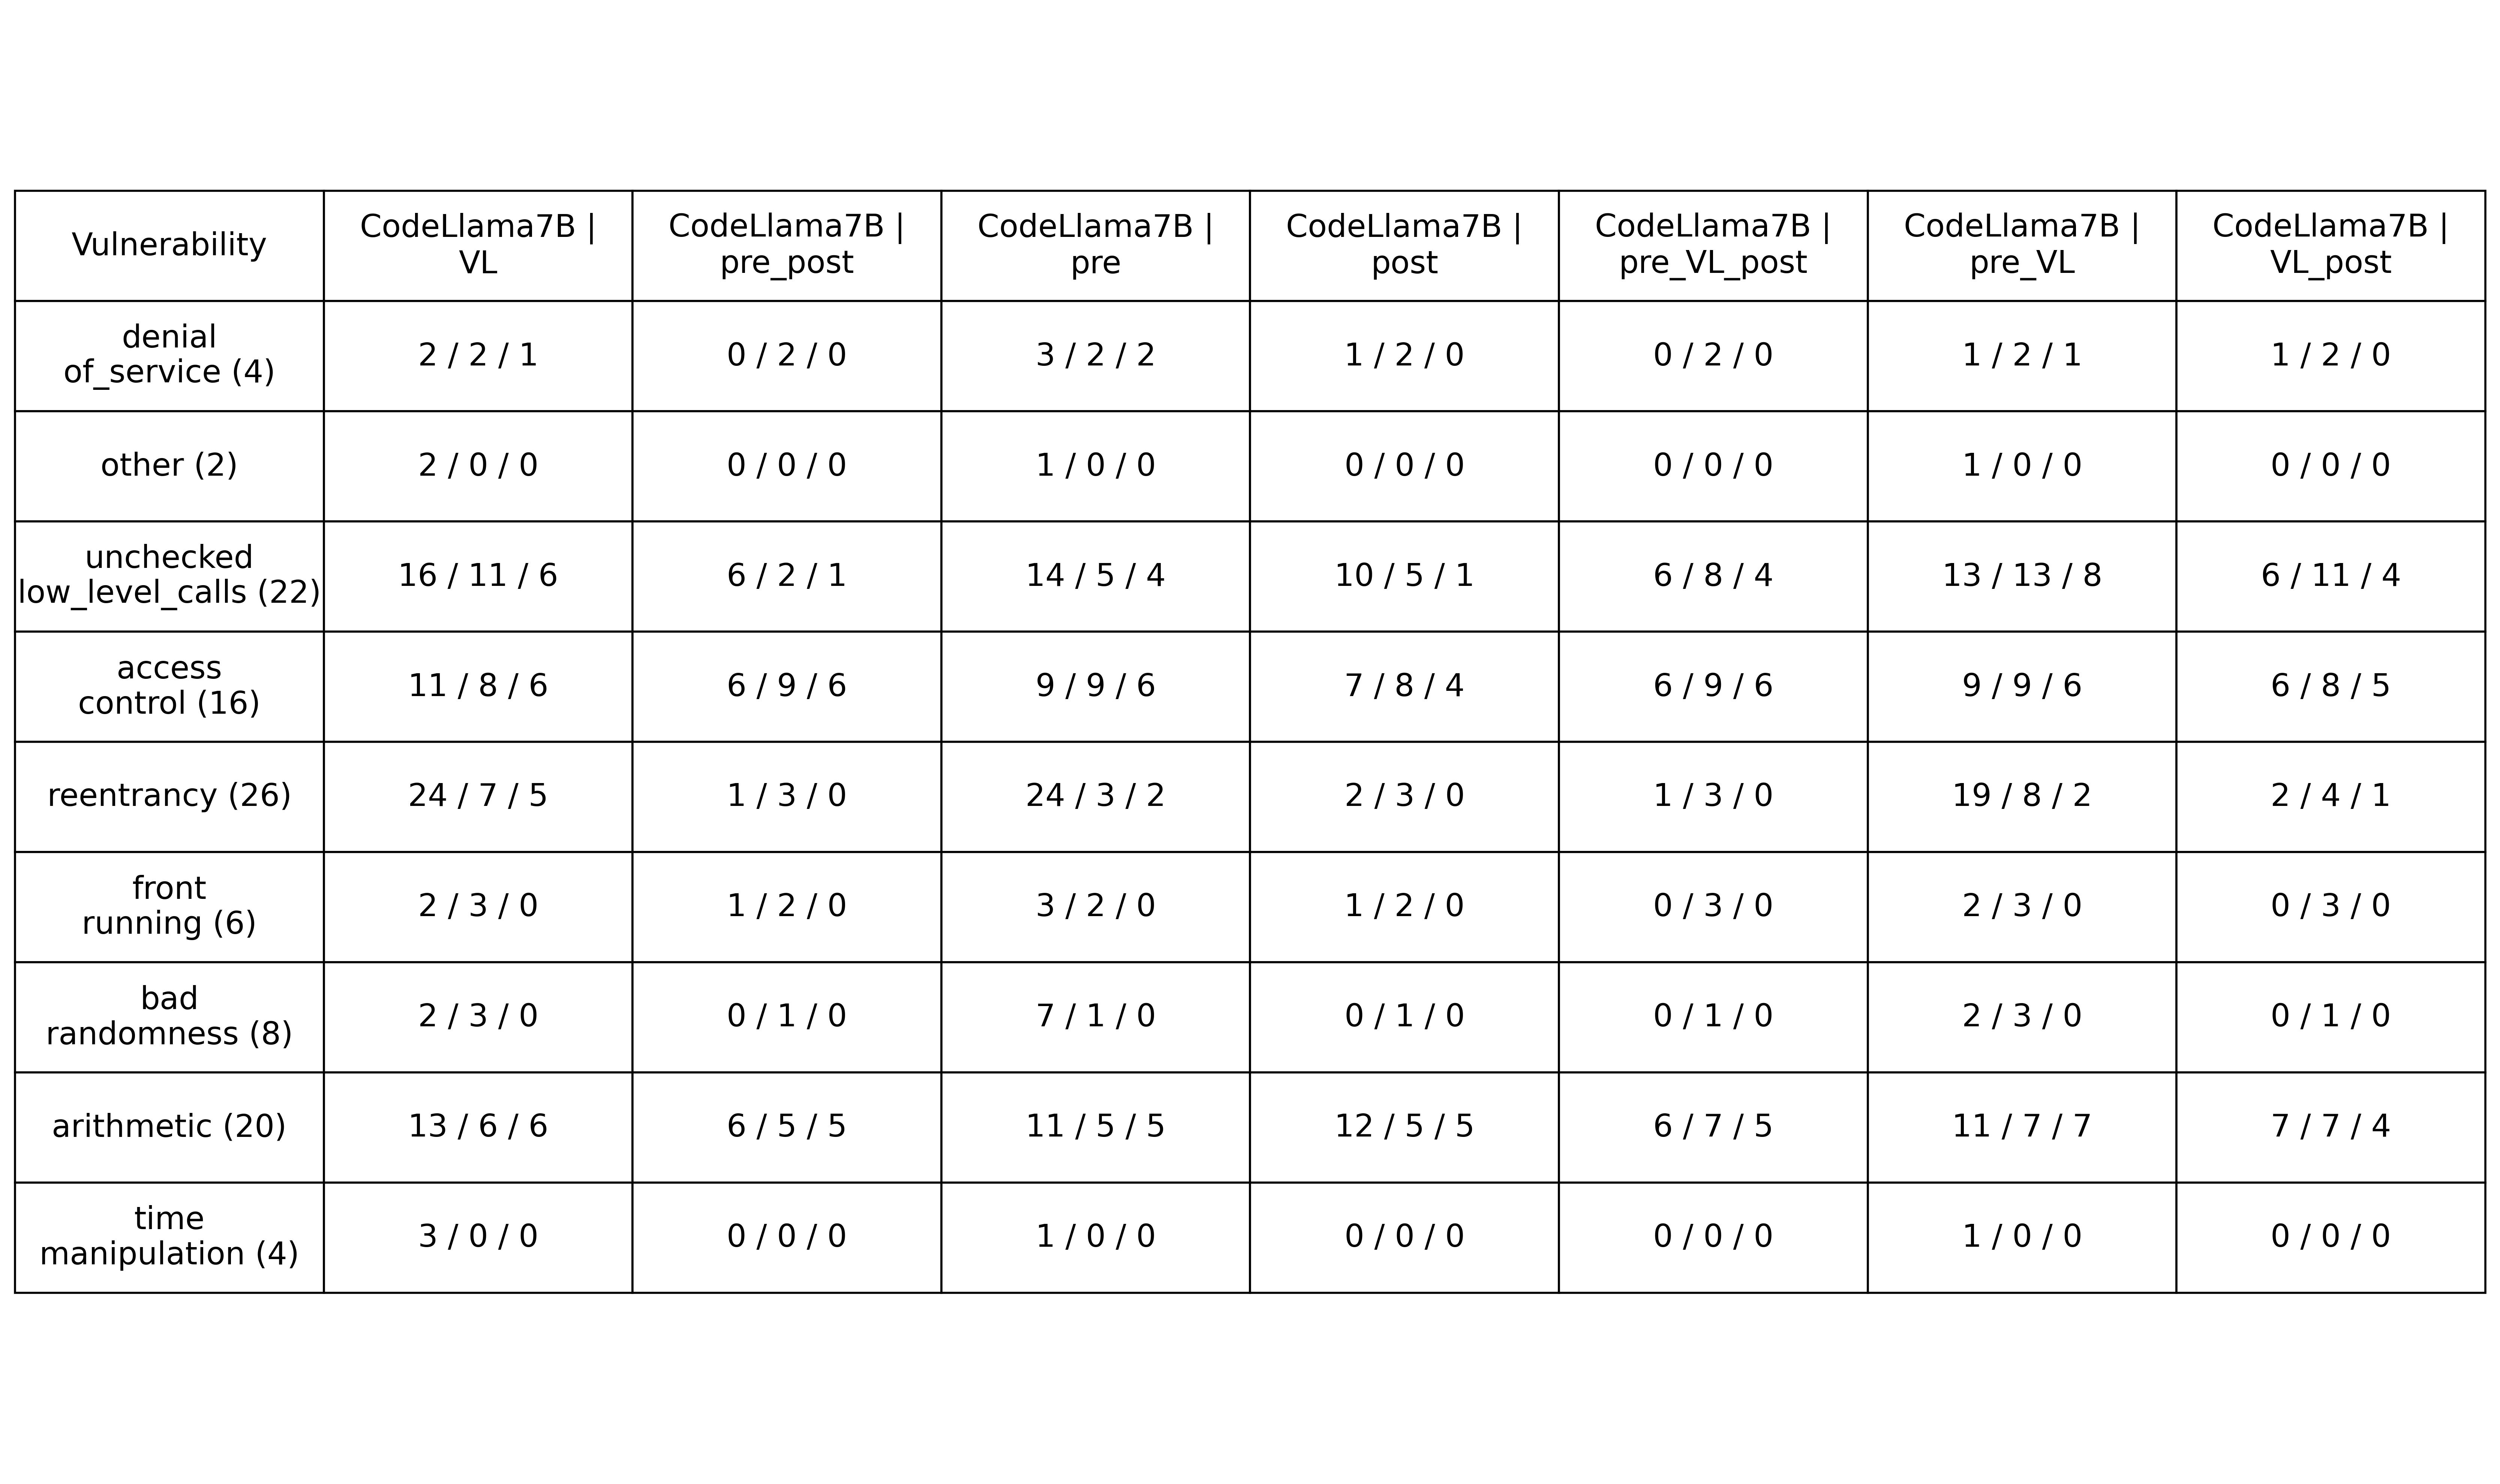 Vulnerability
CodeLlama7B |
VL
CodeLlama7B |
pre_post
CodeLlama7B |
pre
CodeLlama7B |
post
CodeLlama7B |
pre_VL_post
CodeLlama7B |
pre_VL
CodeLlama7B |
VL_post
denial
of_service (4)
2 / 2 / 1
0 / 2 / 0
3 / 2 / 2
1 / 2 / 0
0 / 2 / 0
1 / 2 / 1
1 / 2 / 0
other (2)
2 / 0 / 0
0 / 0 / 0
1 / 0 / 0
0 / 0 / 0
0 / 0 / 0
1 / 0 / 0
0 / 0 / 0
unchecked
low_level_calls (22)
16 / 11 / 6
6 / 2 / 1
14 / 5 / 4
10 / 5 / 1
6 / 8 / 4
13 / 13 / 8
6 / 11 / 4
access
control (16)
11 / 8 / 6
6 / 9 / 6
9 / 9 / 6
7 / 8 / 4
6 / 9 / 6
9 / 9 / 6
6 / 8 / 5
reentrancy (26)
24 / 7 / 5
1 / 3 / 0
24 / 3 / 2
2 / 3 / 0
1 / 3 / 0
19 / 8 / 2
2 / 4 / 1
front
running (6)
2 / 3 / 0
1 / 2 / 0
3 / 2 / 0
1 / 2 / 0
0 / 3 / 0
2 / 3 / 0
0 / 3 / 0
bad
randomness (8)
2 / 3 / 0
0 / 1 / 0
7 / 1 / 0
0 / 1 / 0
0 / 1 / 0
2 / 3 / 0
0 / 1 / 0
arithmetic (20)
13 / 6 / 6
6 / 5 / 5
11 / 5 / 5
12 / 5 / 5
6 / 7 / 5
11 / 7 / 7
7 / 7 / 4
time
manipulation (4)
3 / 0 / 0
0 / 0 / 0
1 / 0 / 0
0 / 0 / 0
0 / 0 / 0
1 / 0 / 0
0 / 0 / 0